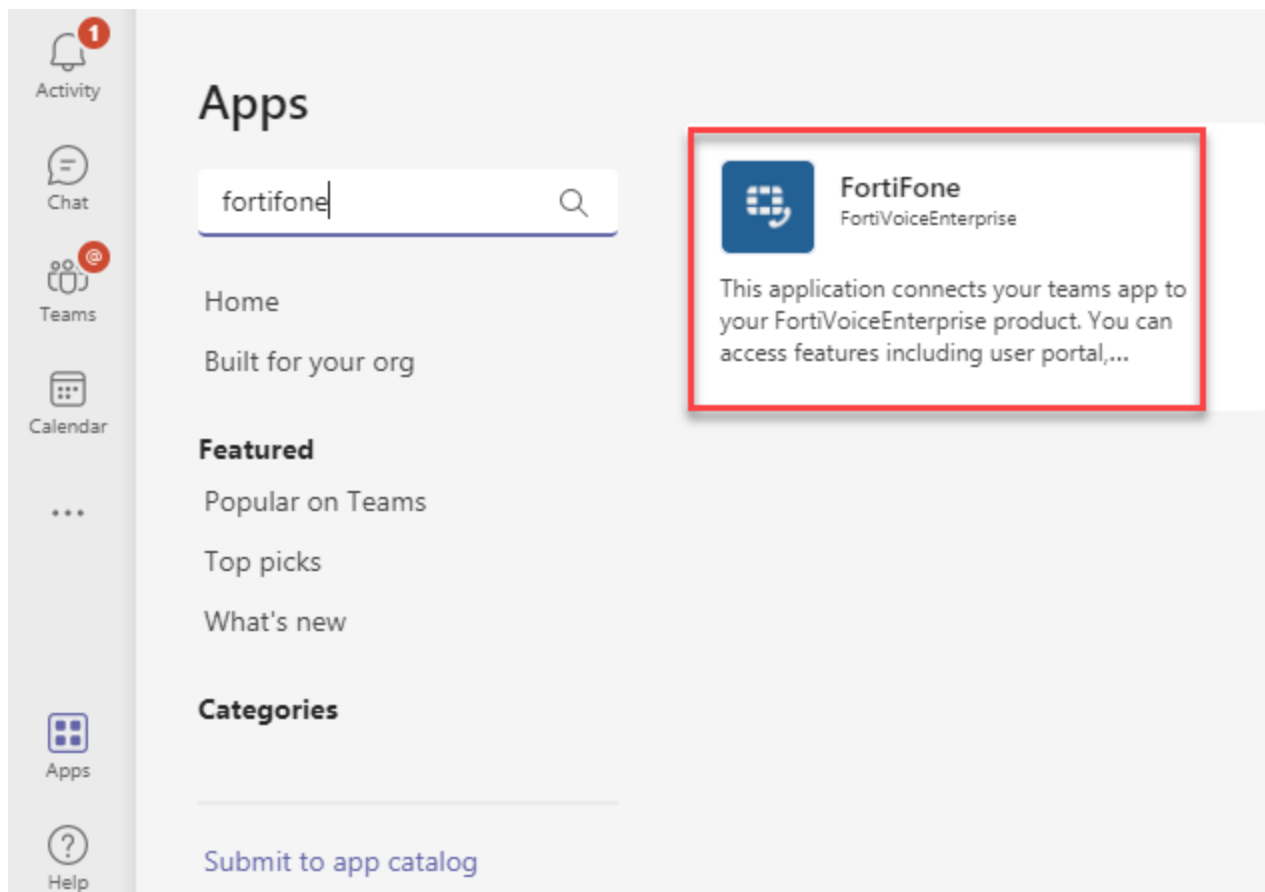 1
Activity
Chat
@
Teams
Calendar
Apps
Help
Apps
fortifone
Home
Built for your org
Featured
Popular on Teams
Top picks
What's new
Categories
Submit to app catalog
FortiFone
FortiVoiceEnterprise
This application connects your teams app to
your FortiVoiceEnterprise product. You can
access features including user portal,...